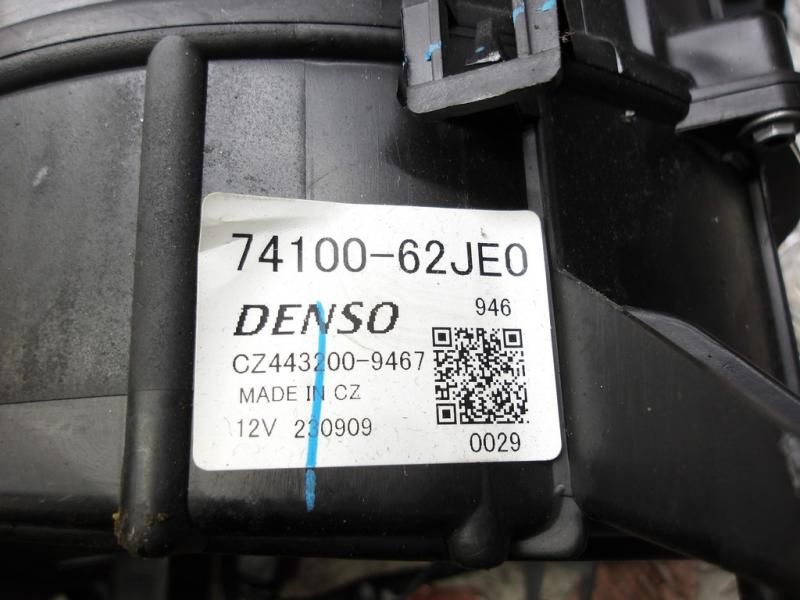 74100-62JE0
DENSO
946
CZ443200-9467
MADE IN CZ
12V 230909
0029